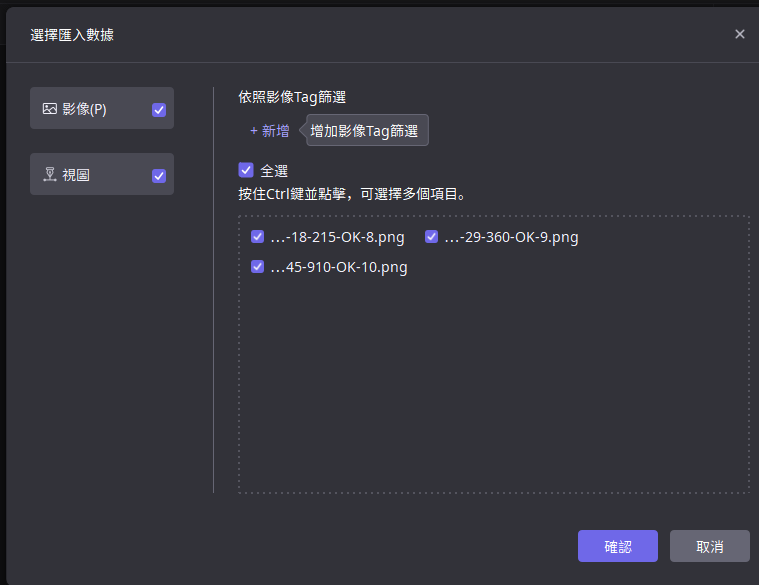 選擇匯入數據
影像(P)
視圖
依照影像Tag篩選
+ 新增
增加影像Tag篩選
全選
按住Ctrl鍵並點擊，可選擇多個項目。
...-18-215-OK-8.png
...-29-360-OK-9.png
...45-910-OK-10.png
確認
取消